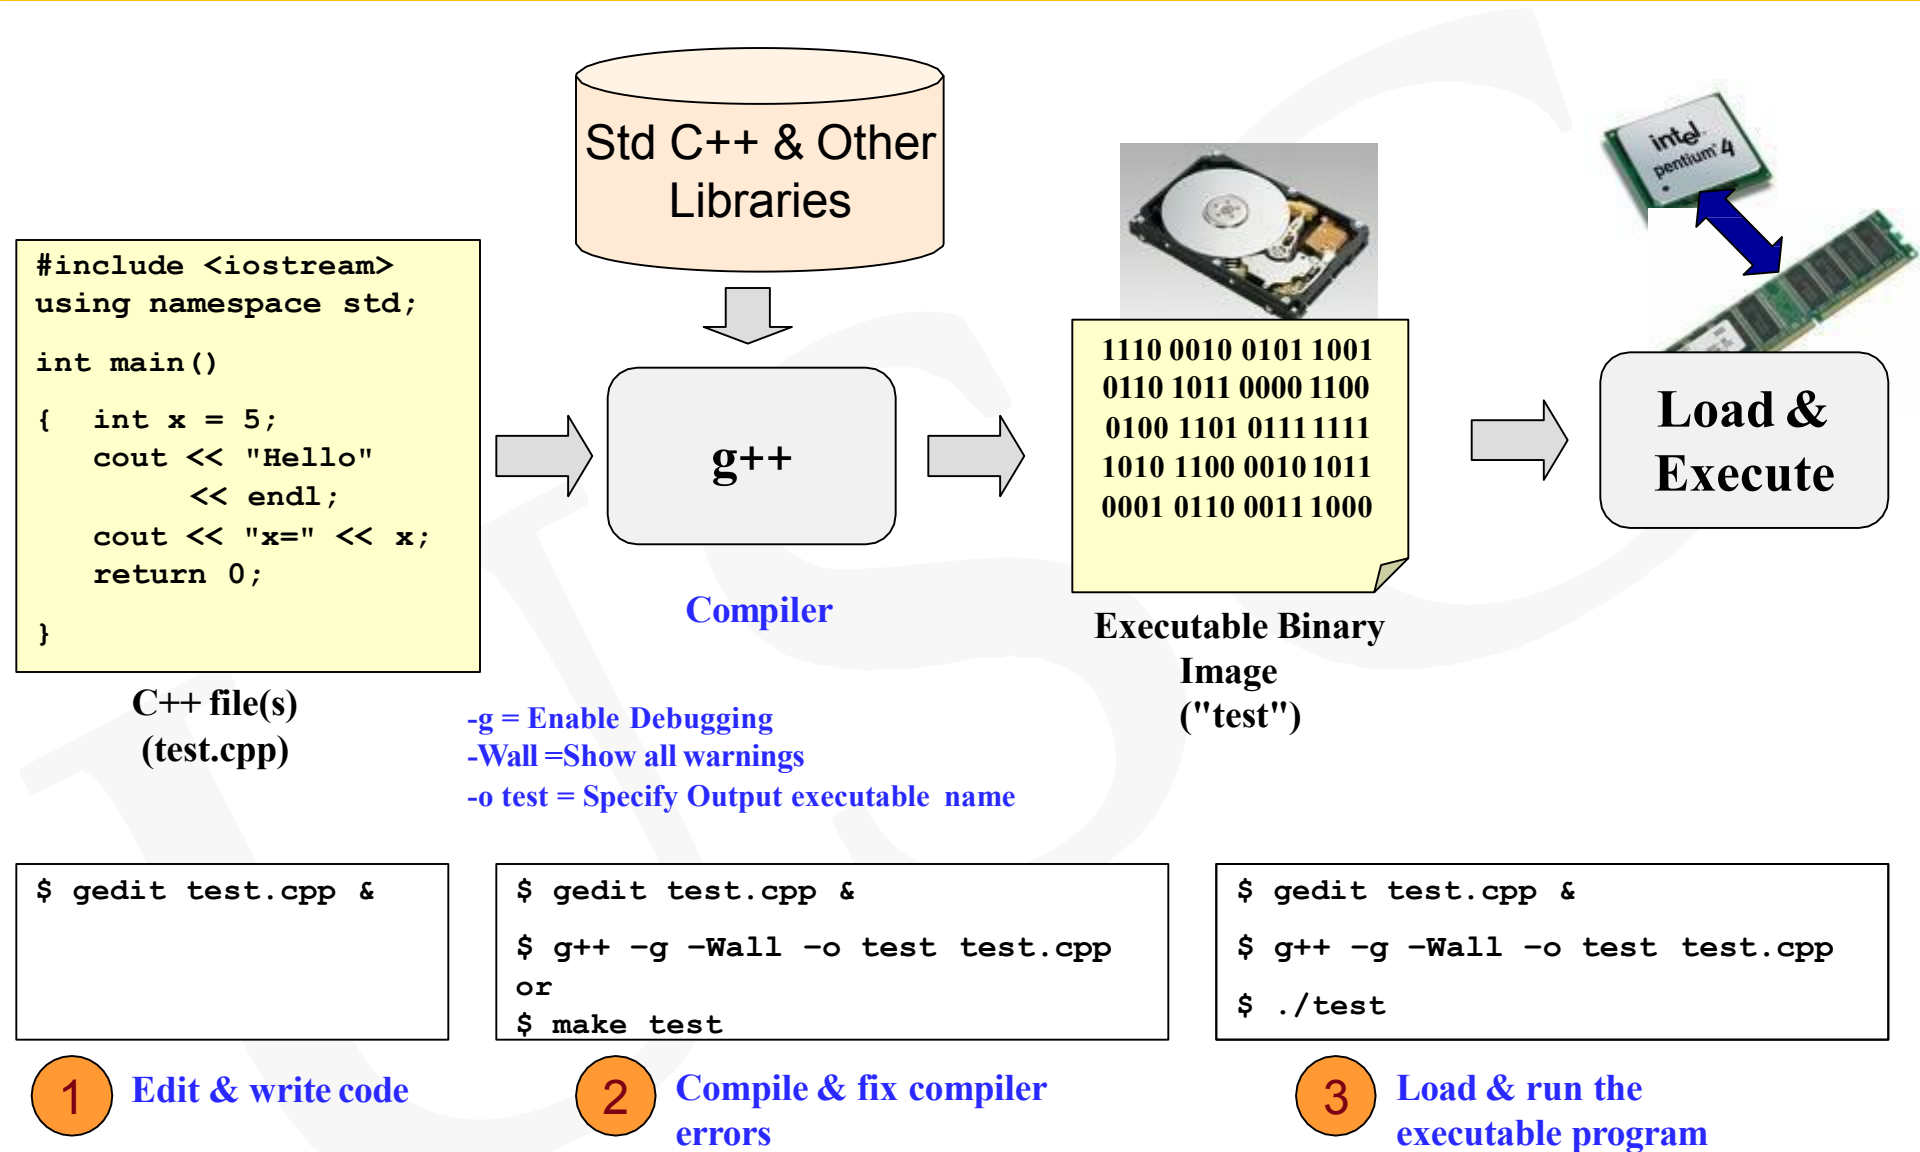 Std C++ & Other
Libraries
intel
pentium 4
#include <iostream>
using namespace std;
int main()
{   int x = 5;
cout << "Hello"
<< endl;
cout << "x=" << x;
return 0;
}
C++ file(s)
(test.cpp)
g++
Compiler
-g = Enable Debugging
-Wall =Show all warnings
-o test = Specify Output executable name
1110 0010 0101 1001
0110 1011 0000 1100
0100 1101 0111 1111
1010 1100 0010 1011
0001 0110 0011 1000
Executable Binary
Image
("test")
Load &
Execute
$ gedit test.cpp &
1 Edit & write code
$ gedit test.cpp &
$ g++ –g –Wall –o test test.cpp
or
$ make test
2 Compile & fix compiler
errors
$ gedit test.cpp &
$ g++ –g –Wall –o test test.cpp
$ ./test
3 Load & run the
executable program
USC